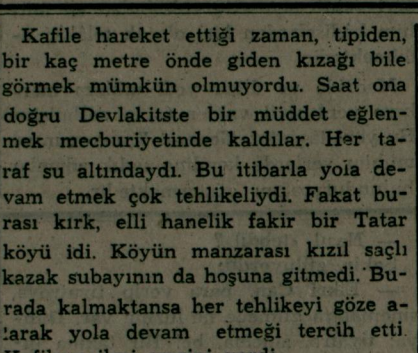 Kafile hareket ettiği zaman, tipiden,
bir kaç metre önde giden kızağı bile
görmek mümkün olmuyordu. Saat ona
doğru Devlakitste bir müddet eğlen-
mek mecburiyetinde kaldılar. Her ta-
raf su altındaydı. Bu itibarla yola de-
vam etmek çok tehlikeliydi. Fakat bu-
rası kırk, elli hanelik fakir bir Tatar
köyü idi. Köyün manzarası kızıl saçlı
kazak subayının da hoşuna gitmedi. Bu-
rada kalmaktansa her tehlikeyi göze a-
larak yola devam etmeği tercih etti.